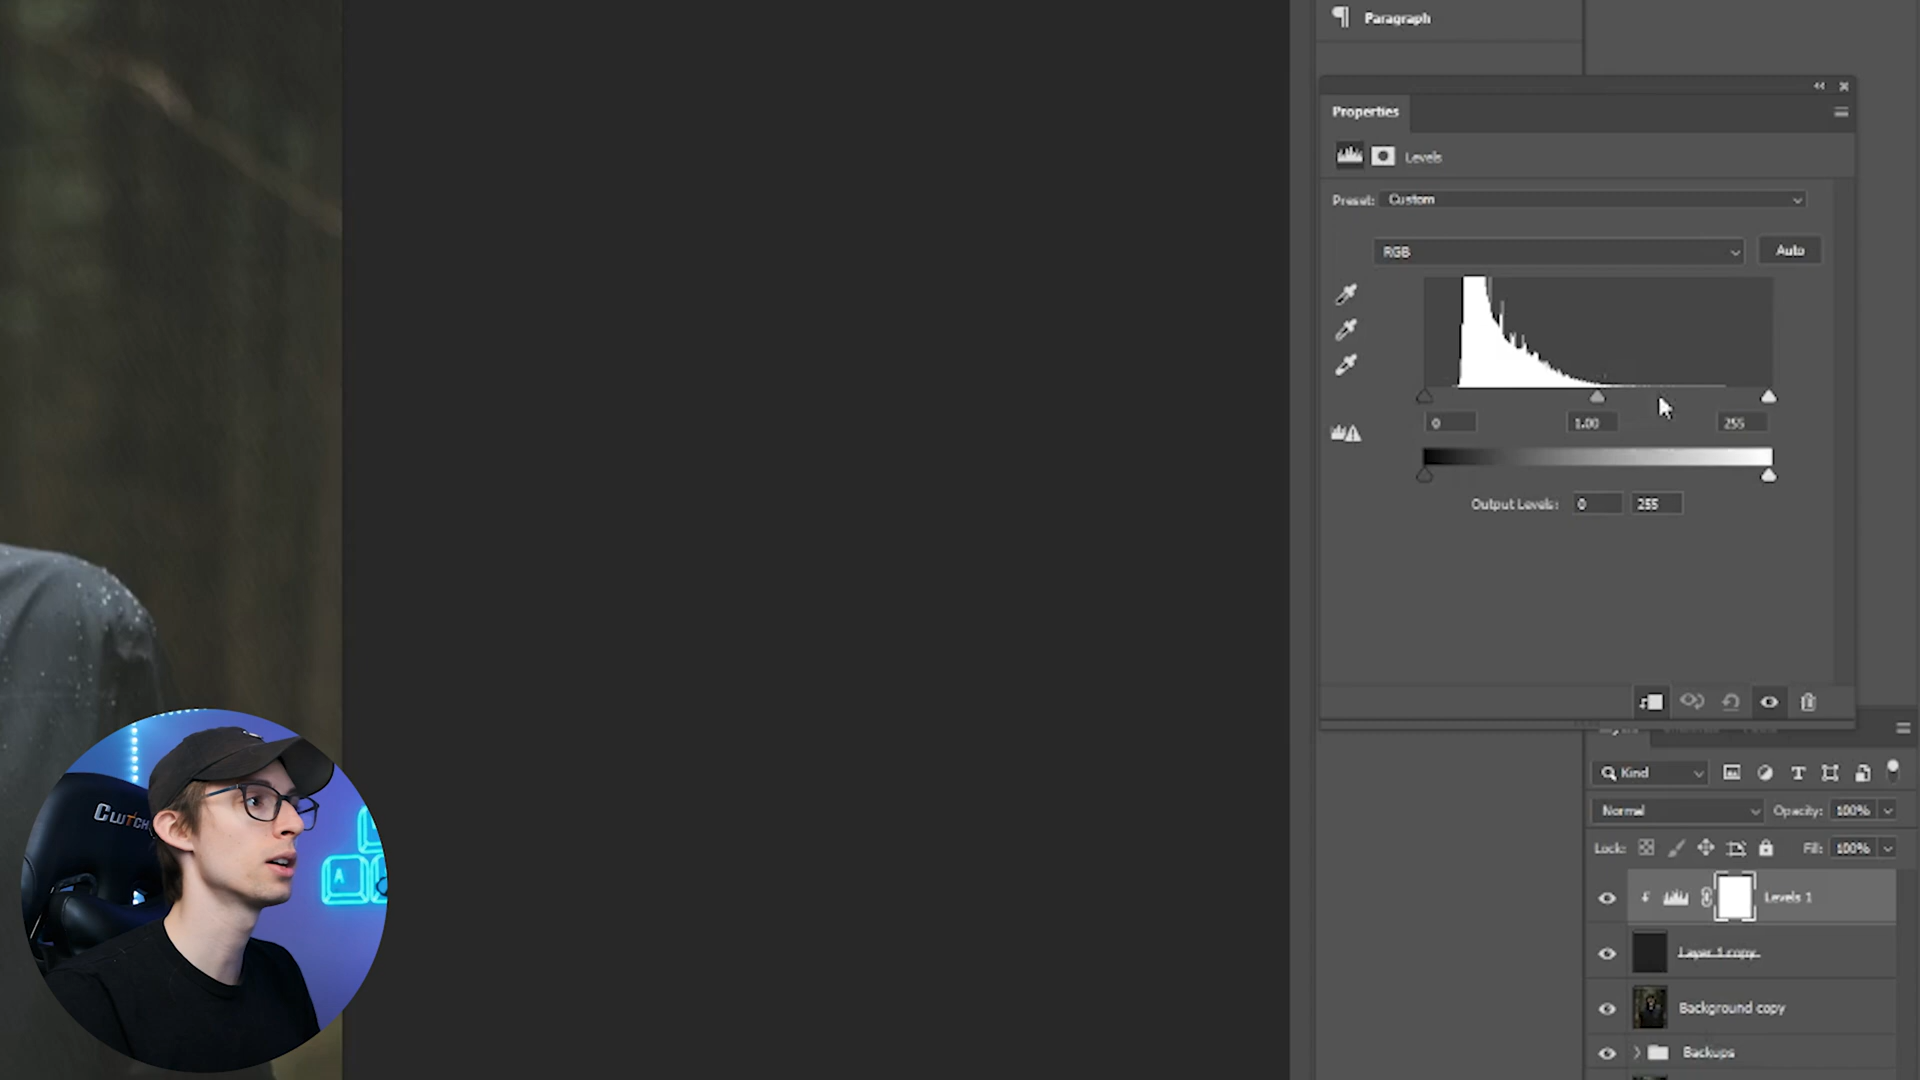 Paragraph
Properties
Levels
Preset: Custom
RGB
Auto
0
1.00
255
Output Levels: 0 255
Kind
Normal
Opacity: 100%
Lock:
Fill: 100%
Levels 1
Layer 1 copy
Background copy
Backups
CLUTCH
A